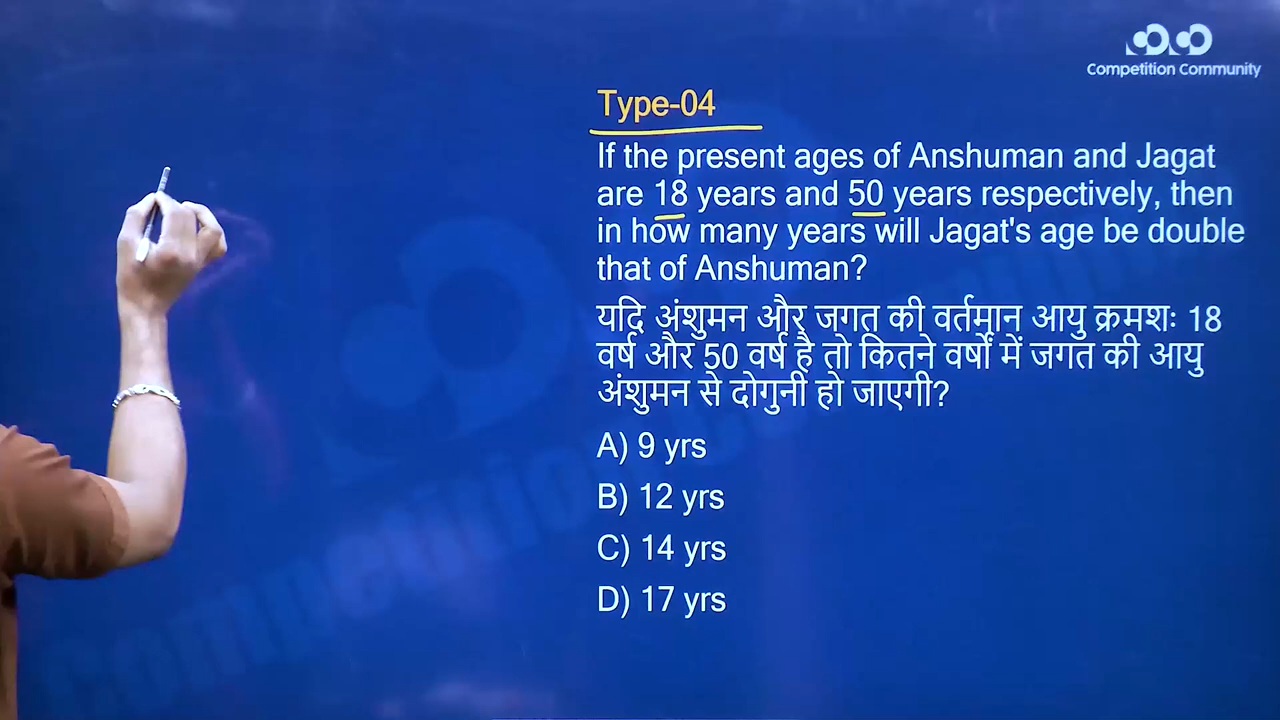 Competition Community
Type-04
If the present ages of Anshuman and Jagat
are 18 years and 50 years respectively, then
in how many years will Jagat's age be double
that of Anshuman?
यदि अंशुमन और जगत की वर्तमान आयु क्रमशः 18
वर्ष और 50 वर्ष है तो कितने वर्षों में जगत की आयु
अंशुमन से दोगुनी हो जाएगी?
A) 9 yrs
B) 12 yrs
C) 14 yrs
D) 17 yrs